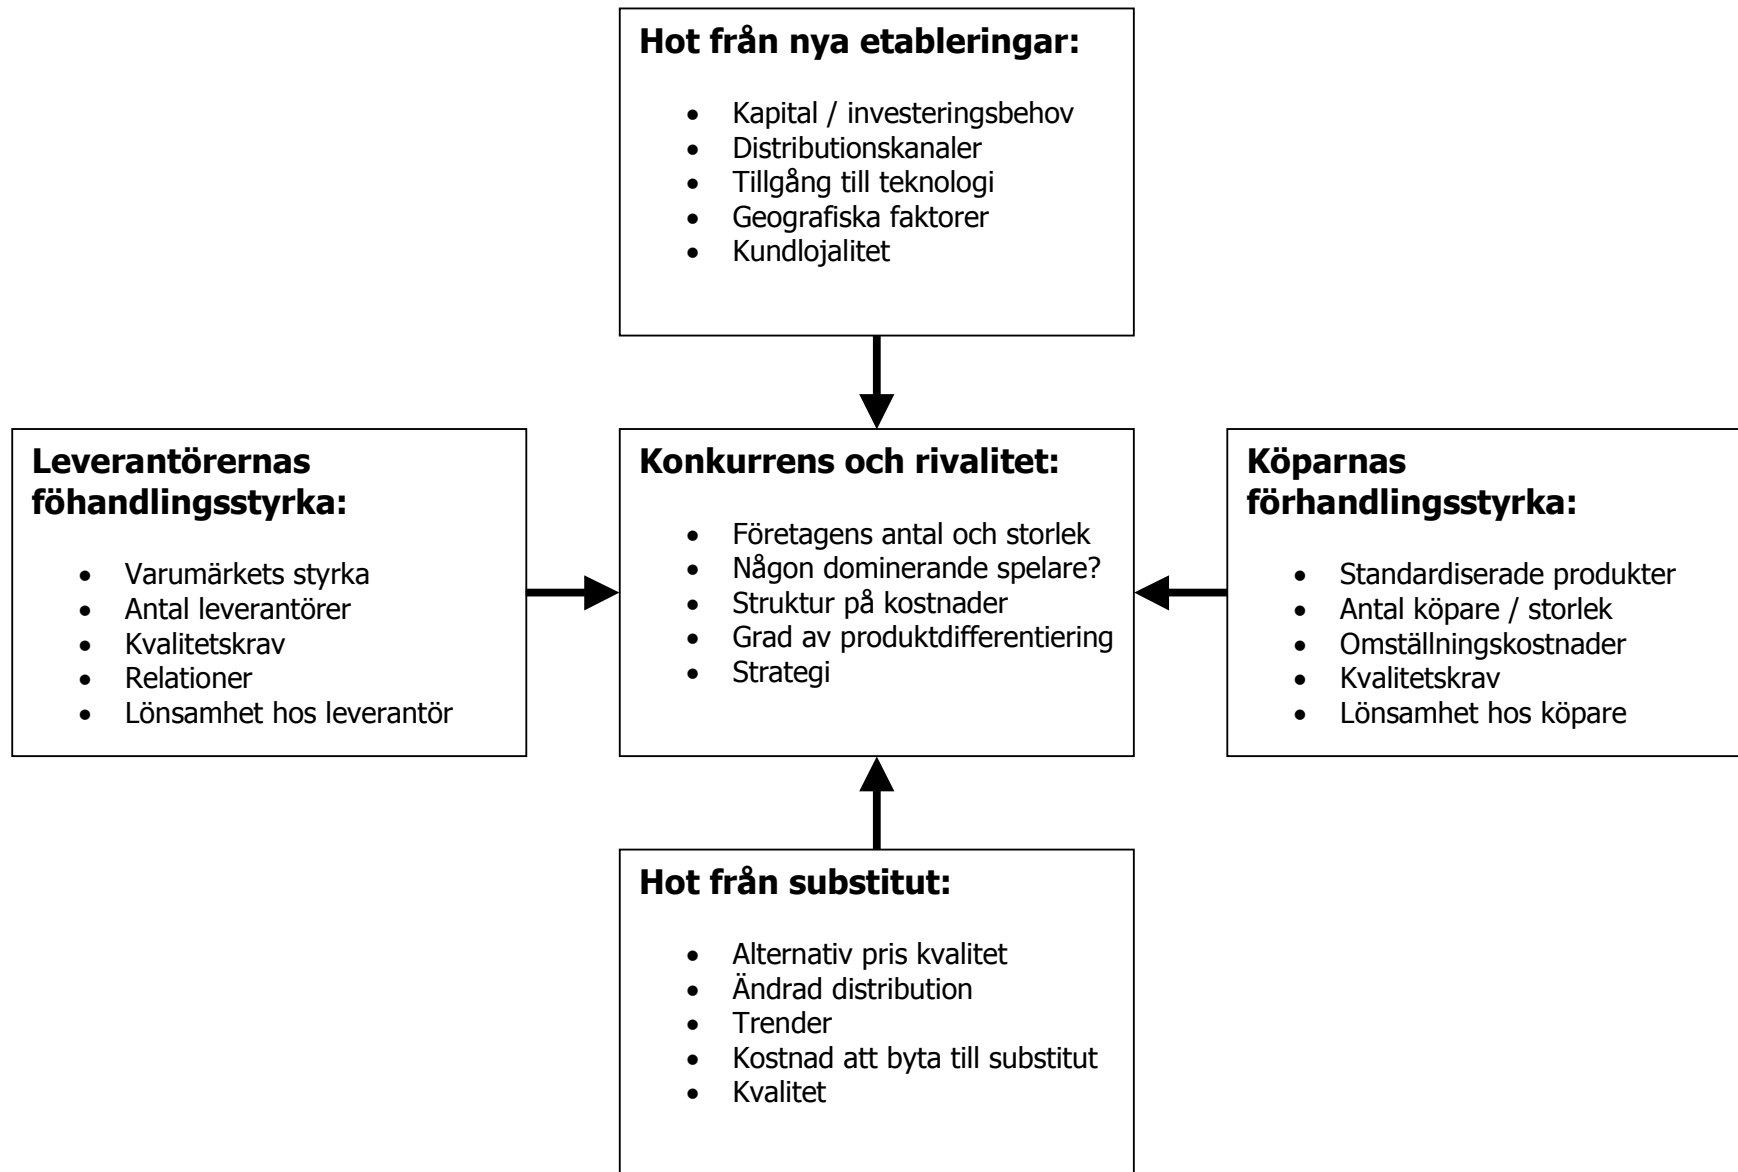 Hot från nya etableringar:
• Kapital / investeringsbehov
• Distributionskanaler
• Tillgång till teknologi
• Geografiska faktorer
• Kundlojalitet
Leverantörernas
föhandlingsstyrka:
• Varumärkets styrka
• Antal leverantörer
• Kvalitetskrav
• Relationer
• Lönsamhet hos leverantör
Konkurrens och rivalitet:
• Företagens antal och storlek
• Någon dominerande spelare?
• Struktur på kostnader
• Grad av produktdifferentiering
• Strategi
Köparnas
förhandlingsstyrka:
• Standardiserade produkter
• Antal köpare / storlek
• Omställningskostnader
• Kvalitetskrav
• Lönsamhet hos köpare
Hot från substitut:
• Alternativ pris kvalitet
• Ändrad distribution
• Trender
• Kostnad att byta till substitut
• Kvalitet